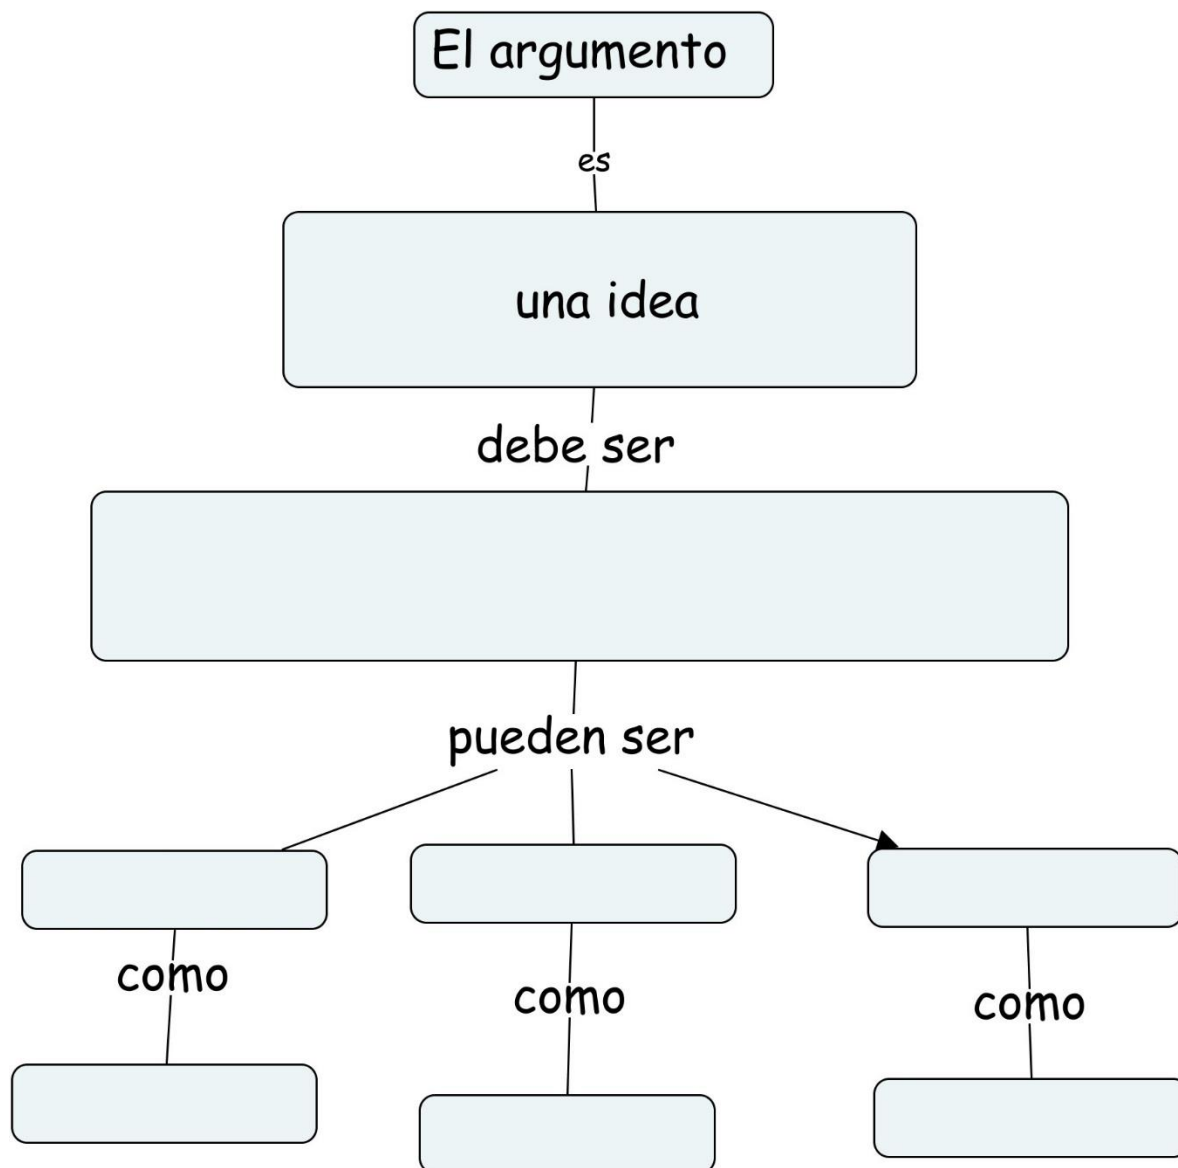 El argumento
es
una idea
debe ser
pueden ser
como
como
como